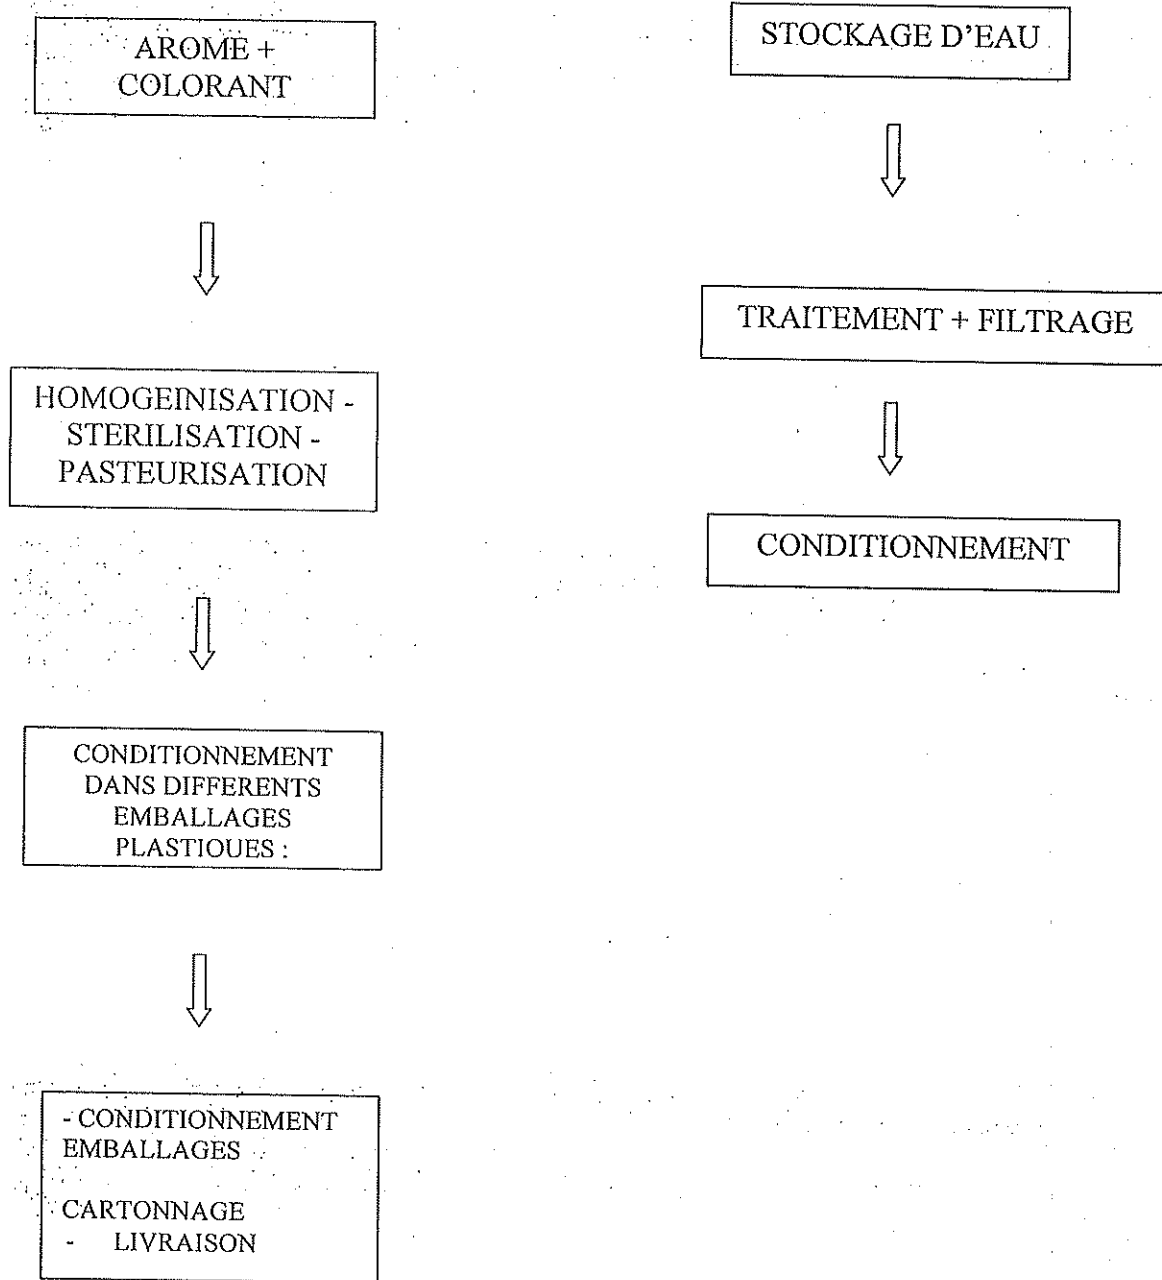 AROME +
COLORANT
HOMOGEINISATION -
STERILISATION -
PASTEURISATION
CONDITIONNEMENT
DANS DIFFERENTS
EMBALLAGES
PLASTIQUES :
- CONDITIONNEMENT
EMBALLAGES
CARTONNAGE
- LIVRAISON
STOCKAGE D'EAU
TRAITEMENT + FILTRAGE
CONDITIONNEMENT